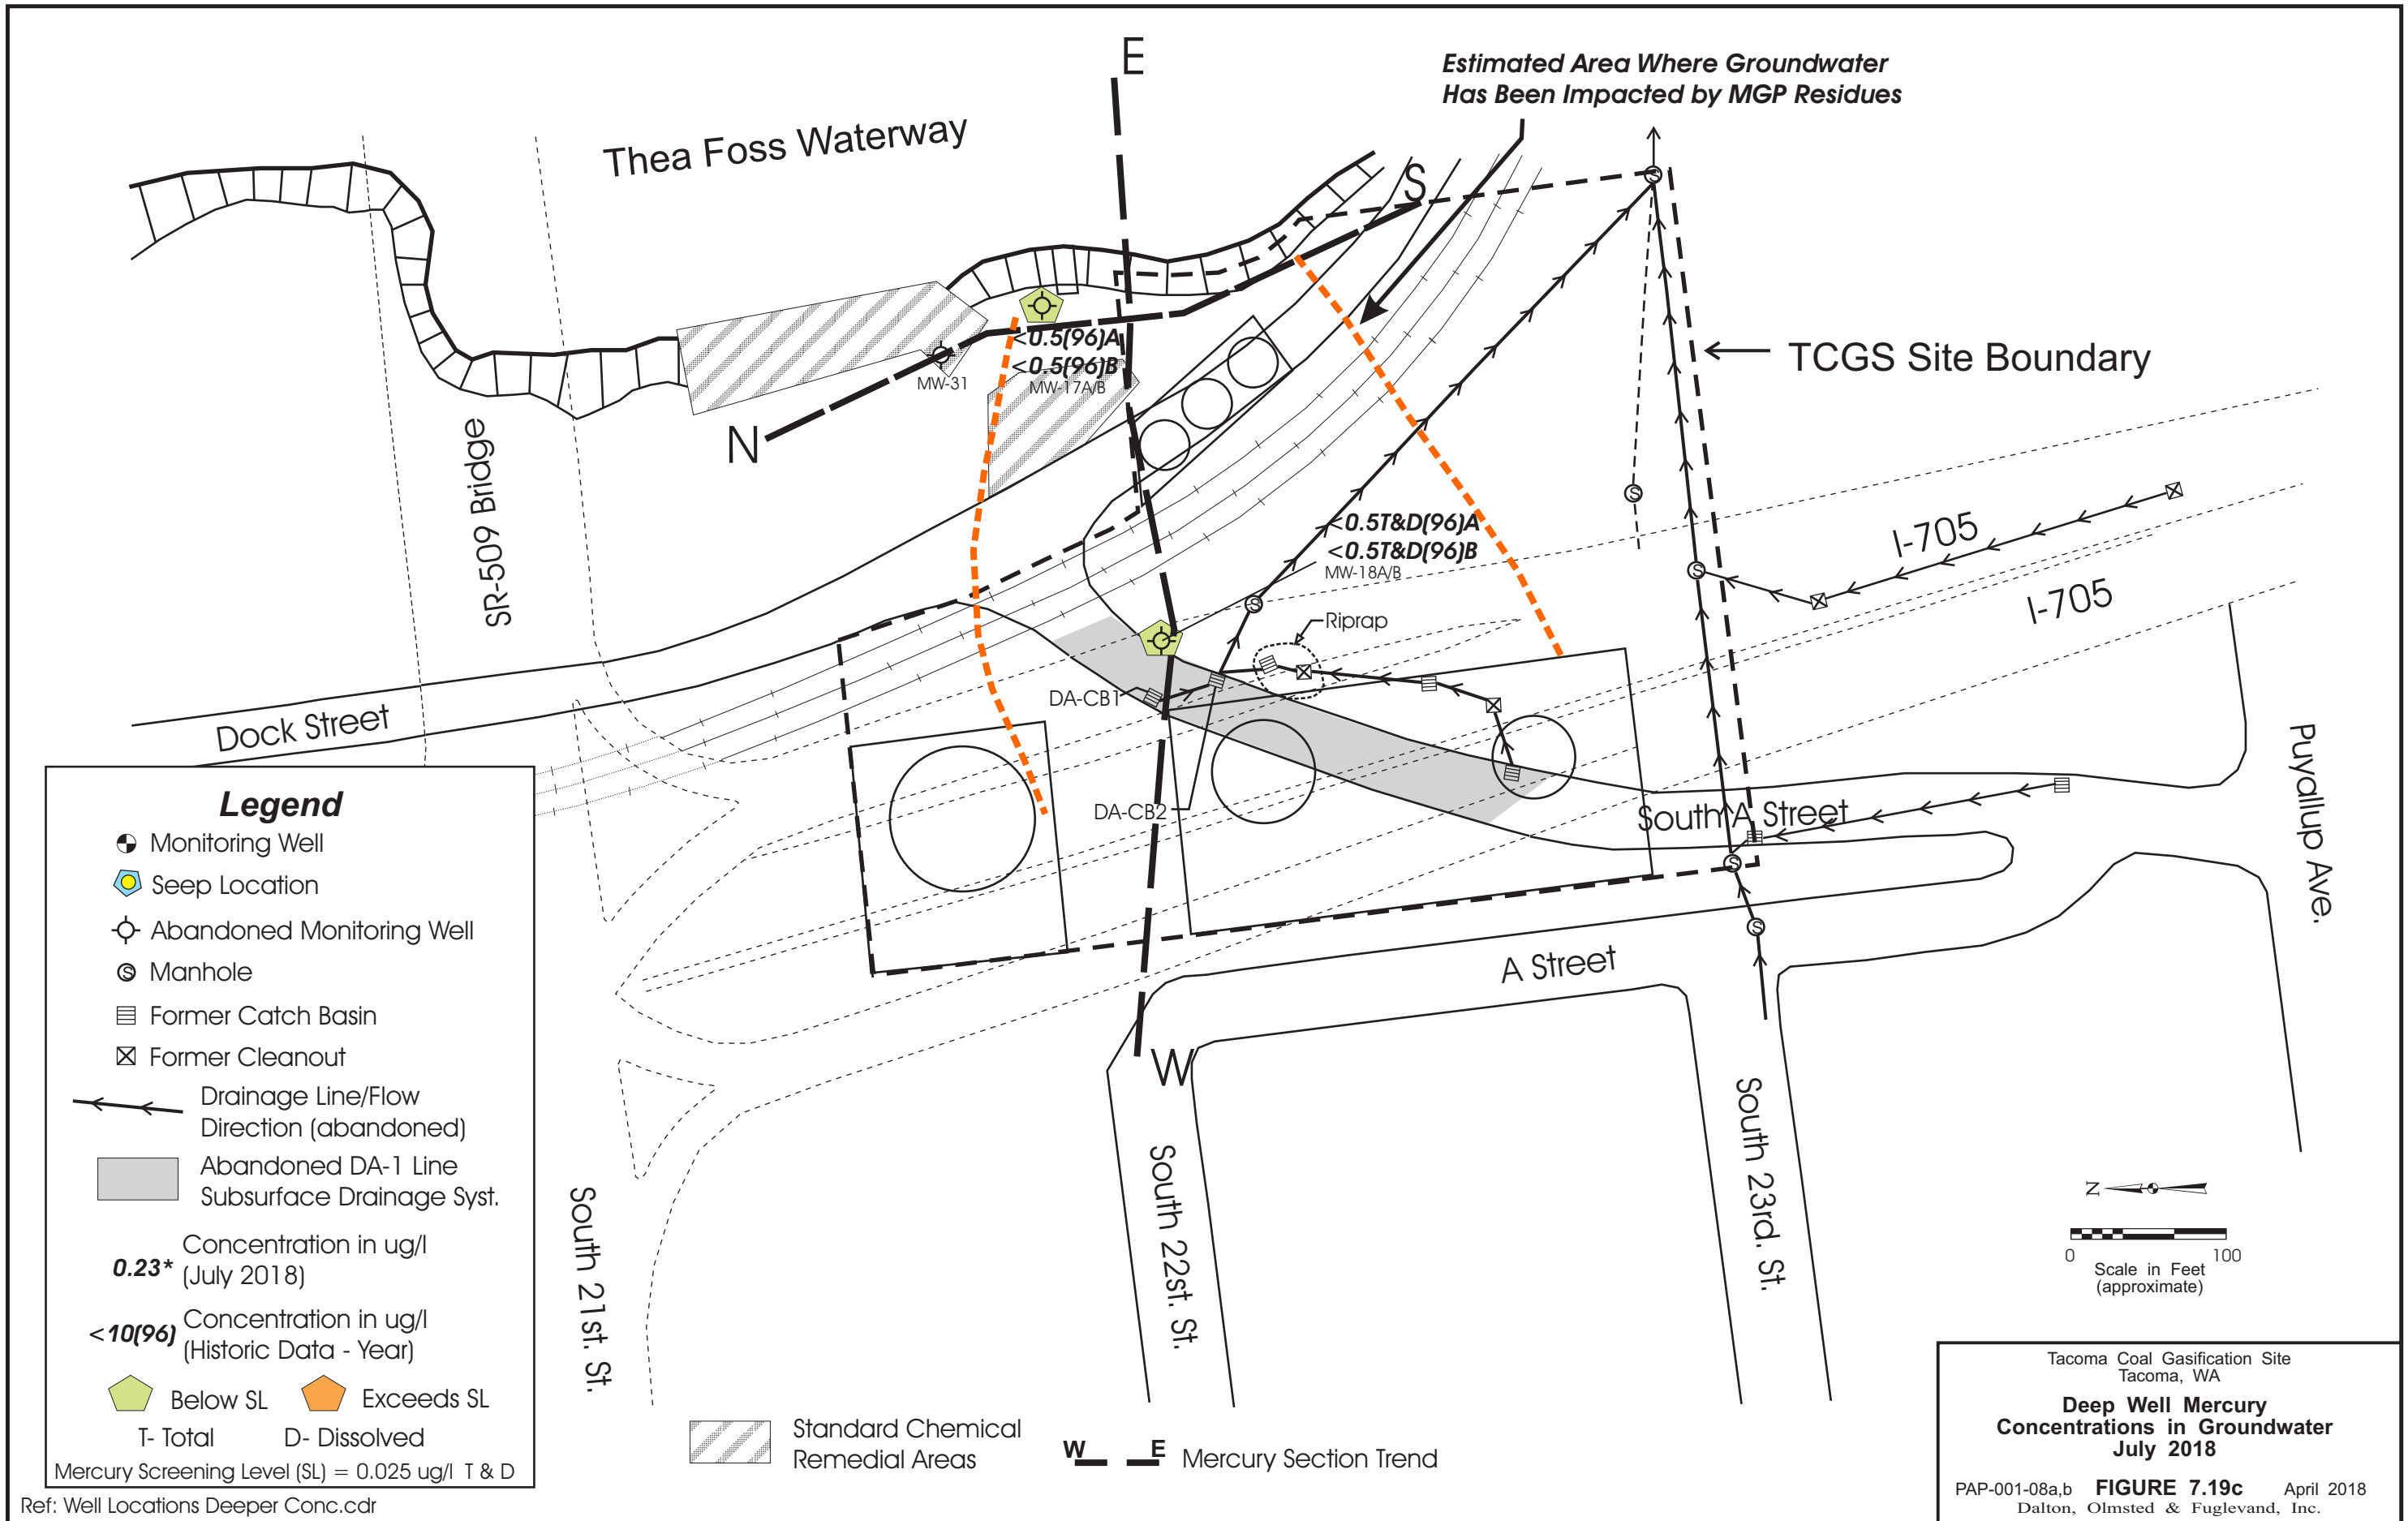 E
Estimated Area Where Groundwater
Has Been Impacted by MGP Residues
Thea Foss Waterway
S
S
<0.5(96)A
<0.5(96)B
MW-17A/B
MW-31
N
TCGS Site Boundary
SR-509 Bridge
S
<0.5T&D(96)A
<0.5T&D(96)B
MW-18A/B
I-705
I-705
S
S
Riprap
DA-CB1
DA-CB2
Dock Street
South A Street
S
S
Puyallup Ave.
A Street
W
South 21st. St.
South 22st. St.
South 23rd. St.
Legend
Monitoring Well
Seep Location
Abandoned Monitoring Well
S Manhole
Former Catch Basin
Former Cleanout
Drainage Line/Flow
Direction (abandoned)
Abandoned DA-1 Line
Subsurface Drainage Syst.
0.23* Concentration in ug/l
(July 2018)
<10(96) Concentration in ug/l
(Historic Data - Year)
Below SL Exceeds SL
T- Total D- Dissolved
Mercury Screening Level (SL) = 0.025 ug/l T & D
Ref: Well Locations Deeper Conc.cdr
Standard Chemical
Remedial Areas
W E Mercury Section Trend
N
0 100
Scale in Feet
(approximate)
Tacoma Coal Gasification Site
Tacoma, WA
Deep Well Mercury
Concentrations in Groundwater
July 2018
PAP-001-08a,b FIGURE 7.19c April 2018
Dalton, Olmsted & Fuglevand, Inc.